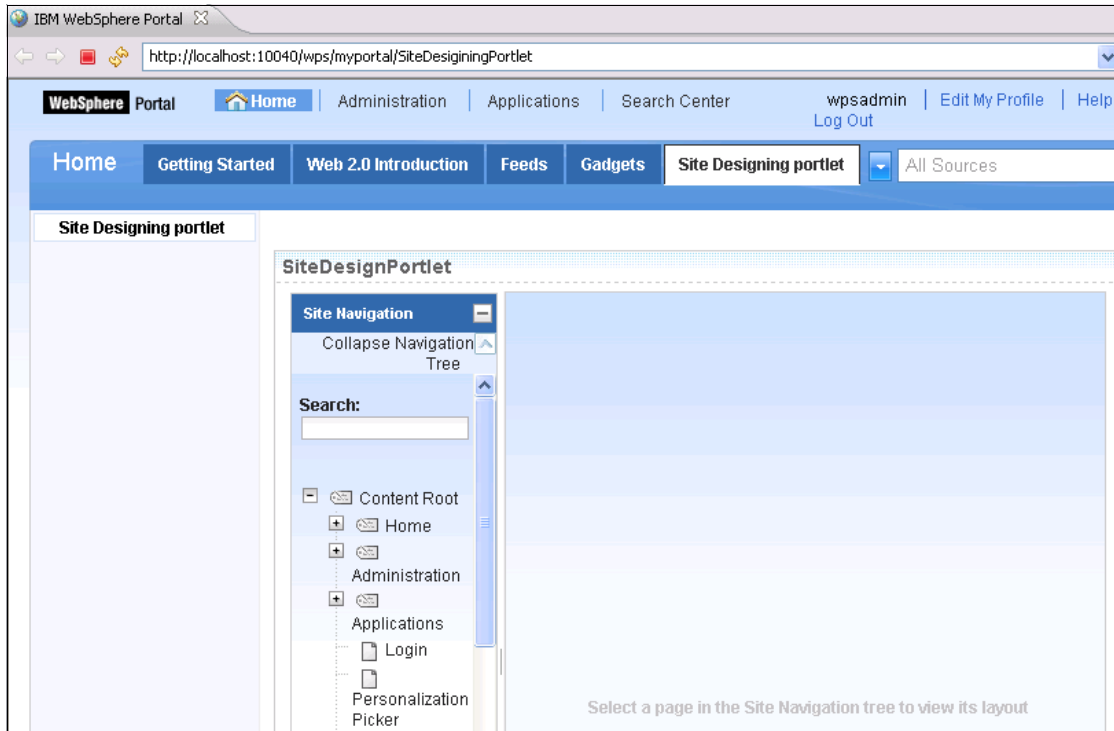 IBM WebSphere Portal
http://localhost:10040/wps/myportal/SiteDesiginingPortlet
WebSphere Portal Home Administration Applications Search Center wpsadmin Edit My Profile Help
Log Out
Home Getting Started Web 2.0 Introduction Feeds Gadgets Site Designing portlet All Sources
Site Designing portlet
SiteDesignPortlet
Site Navigation
Collapse Navigation
Tree
Search:
Content Root
Home
Administration
Applications
Login
Personalization
Picker
Select a page in the Site Navigation tree to view its layout